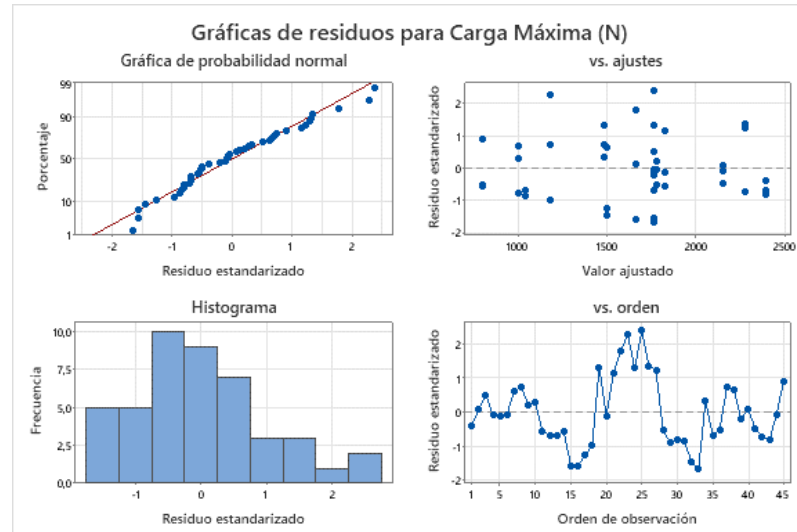 Gráficas de residuos para Carga Máxima (N)
Gráfica de probabilidad normal
99
90
50
10
1
Porcentaje
-2 -1 0 1 2
Residuo estandarizado
vs. ajustes
2
1
0
-1
-2
Residuo estandarizado
1000 1500 2000 2500
Valor ajustado
Histograma
10,0
7,5
5,0
2,5
0,0
Frecuencia
-1 0 1 2
Residuo estandarizado
vs. orden
2
1
0
-1
-2
Residuo estandarizado
1 5 10 15 20 25 30 35 40 45
Orden de observación